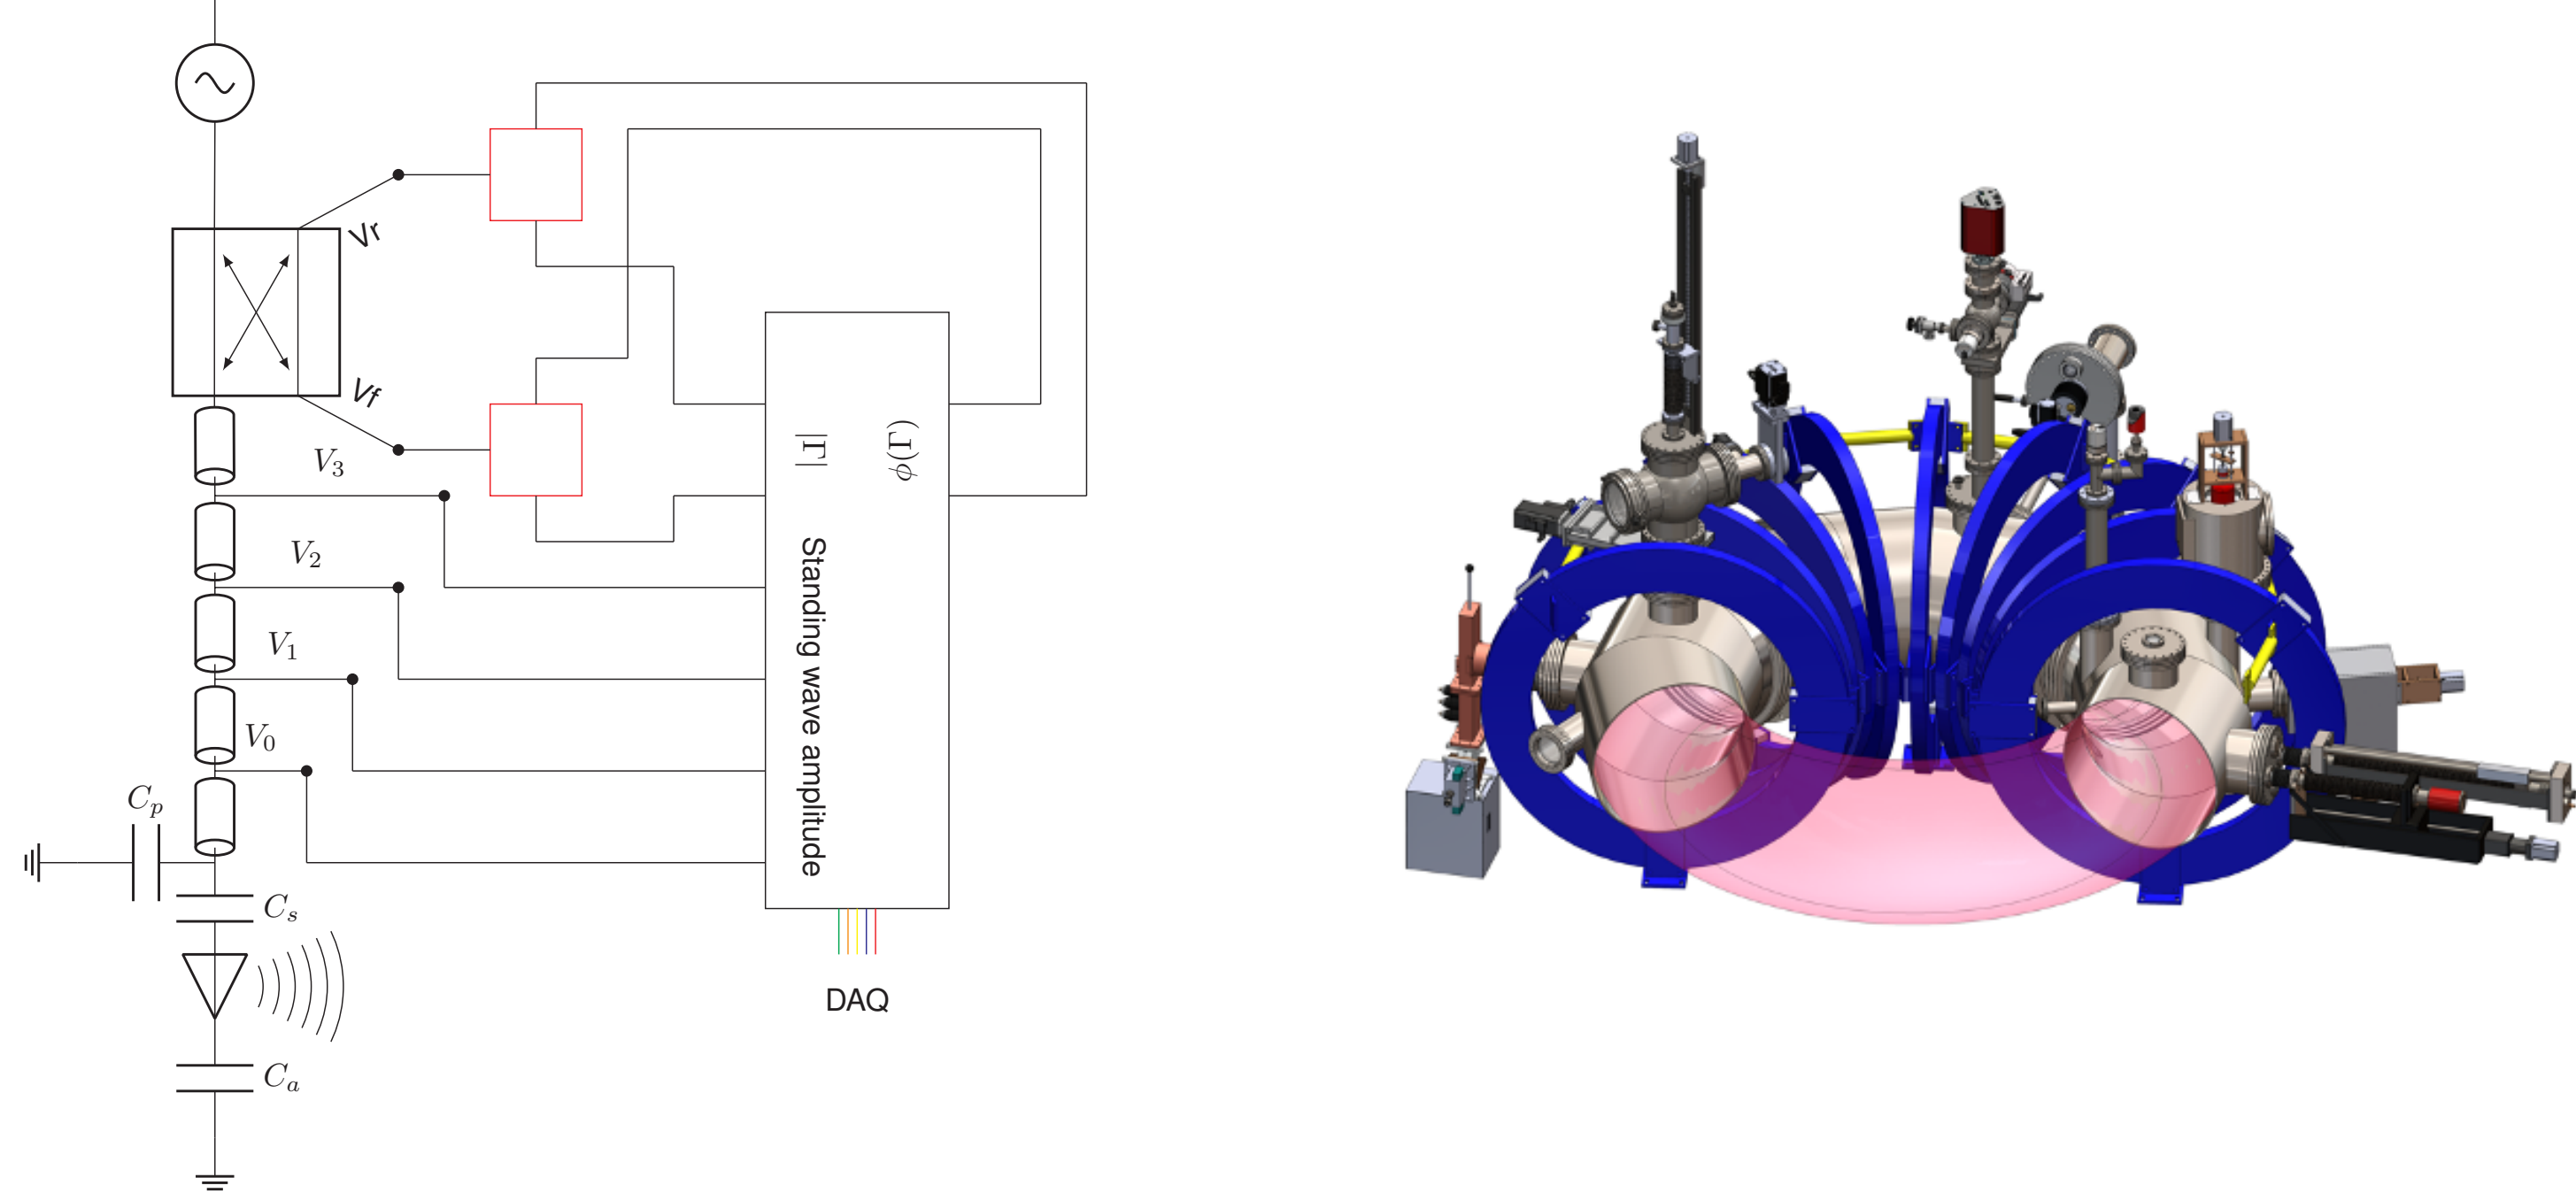 Vr
Vf
V₃
V₂
V₁
V₀
Cₚ
Cₛ
Cₐ
|Γ|
ϕ(Γ)
Standing wave amplitude
DAQ